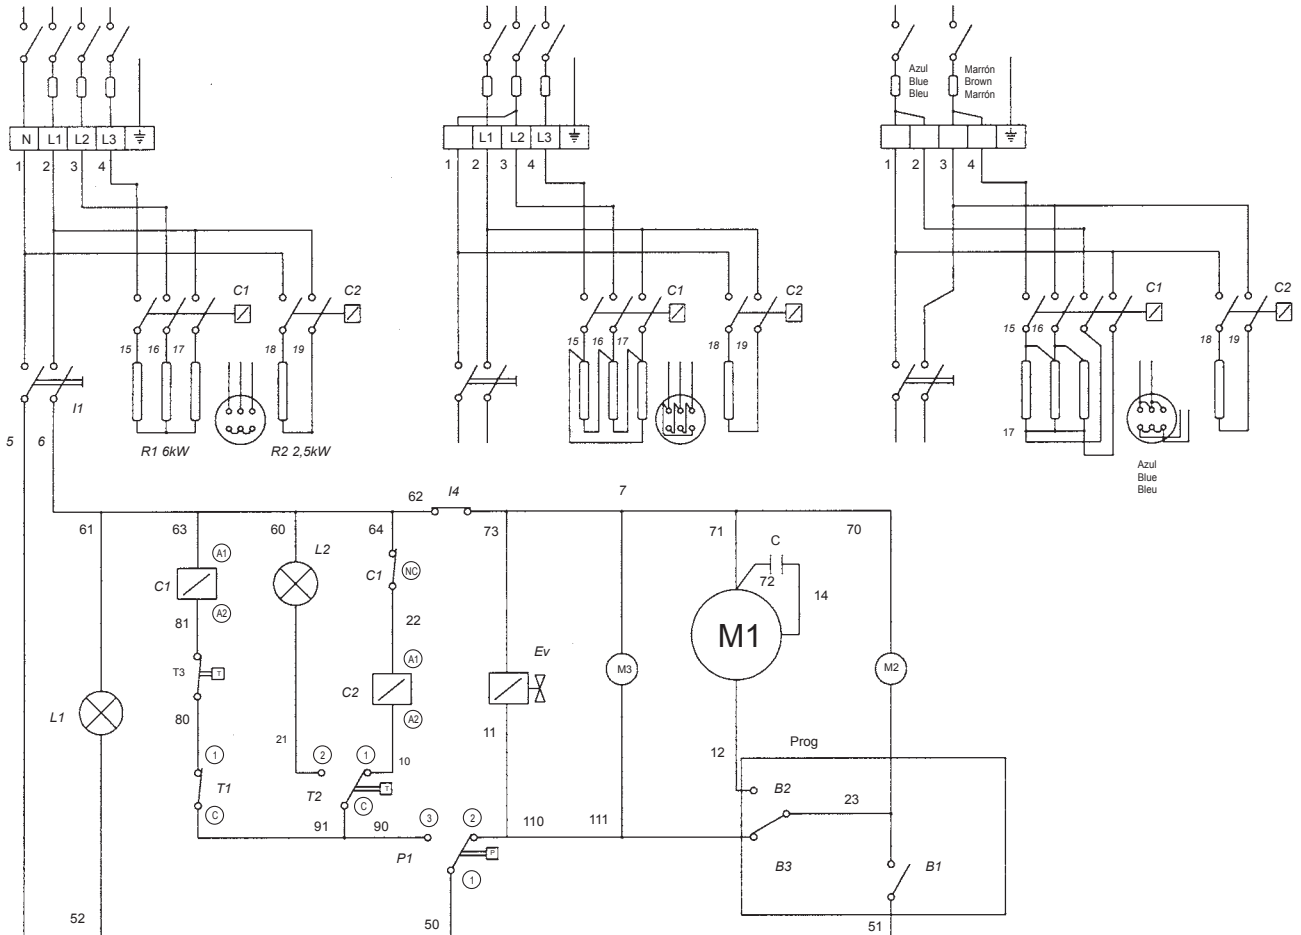 Azul
Blue
Bleu
Marrón
Brown
Marrón
N L1 L2 L3
L1 L2 L3
1 2 3 4
1 2 3 4
1 2 3 4
C1 C2
C1 C2
C1 C2
15 16 17 18 19
15 16 17 18 19
15 16 18 19
I1
5 6
R1 6kW R2 2,5kW
17
Azul
Blue
Bleu
62 I4 7
61 63 60 64 73 71 70
A1 L2 C
C1 C1 NC 72
A2 14
81 22
M1
T3 T A1 Ev
C2 M3 M2
80 A2
L1
21 11 12 Prog
1 2 1 10
T1 T2 T B2
C C 23
91 90 3 2 110 111
P1 P B3 B1
1
52 50 51